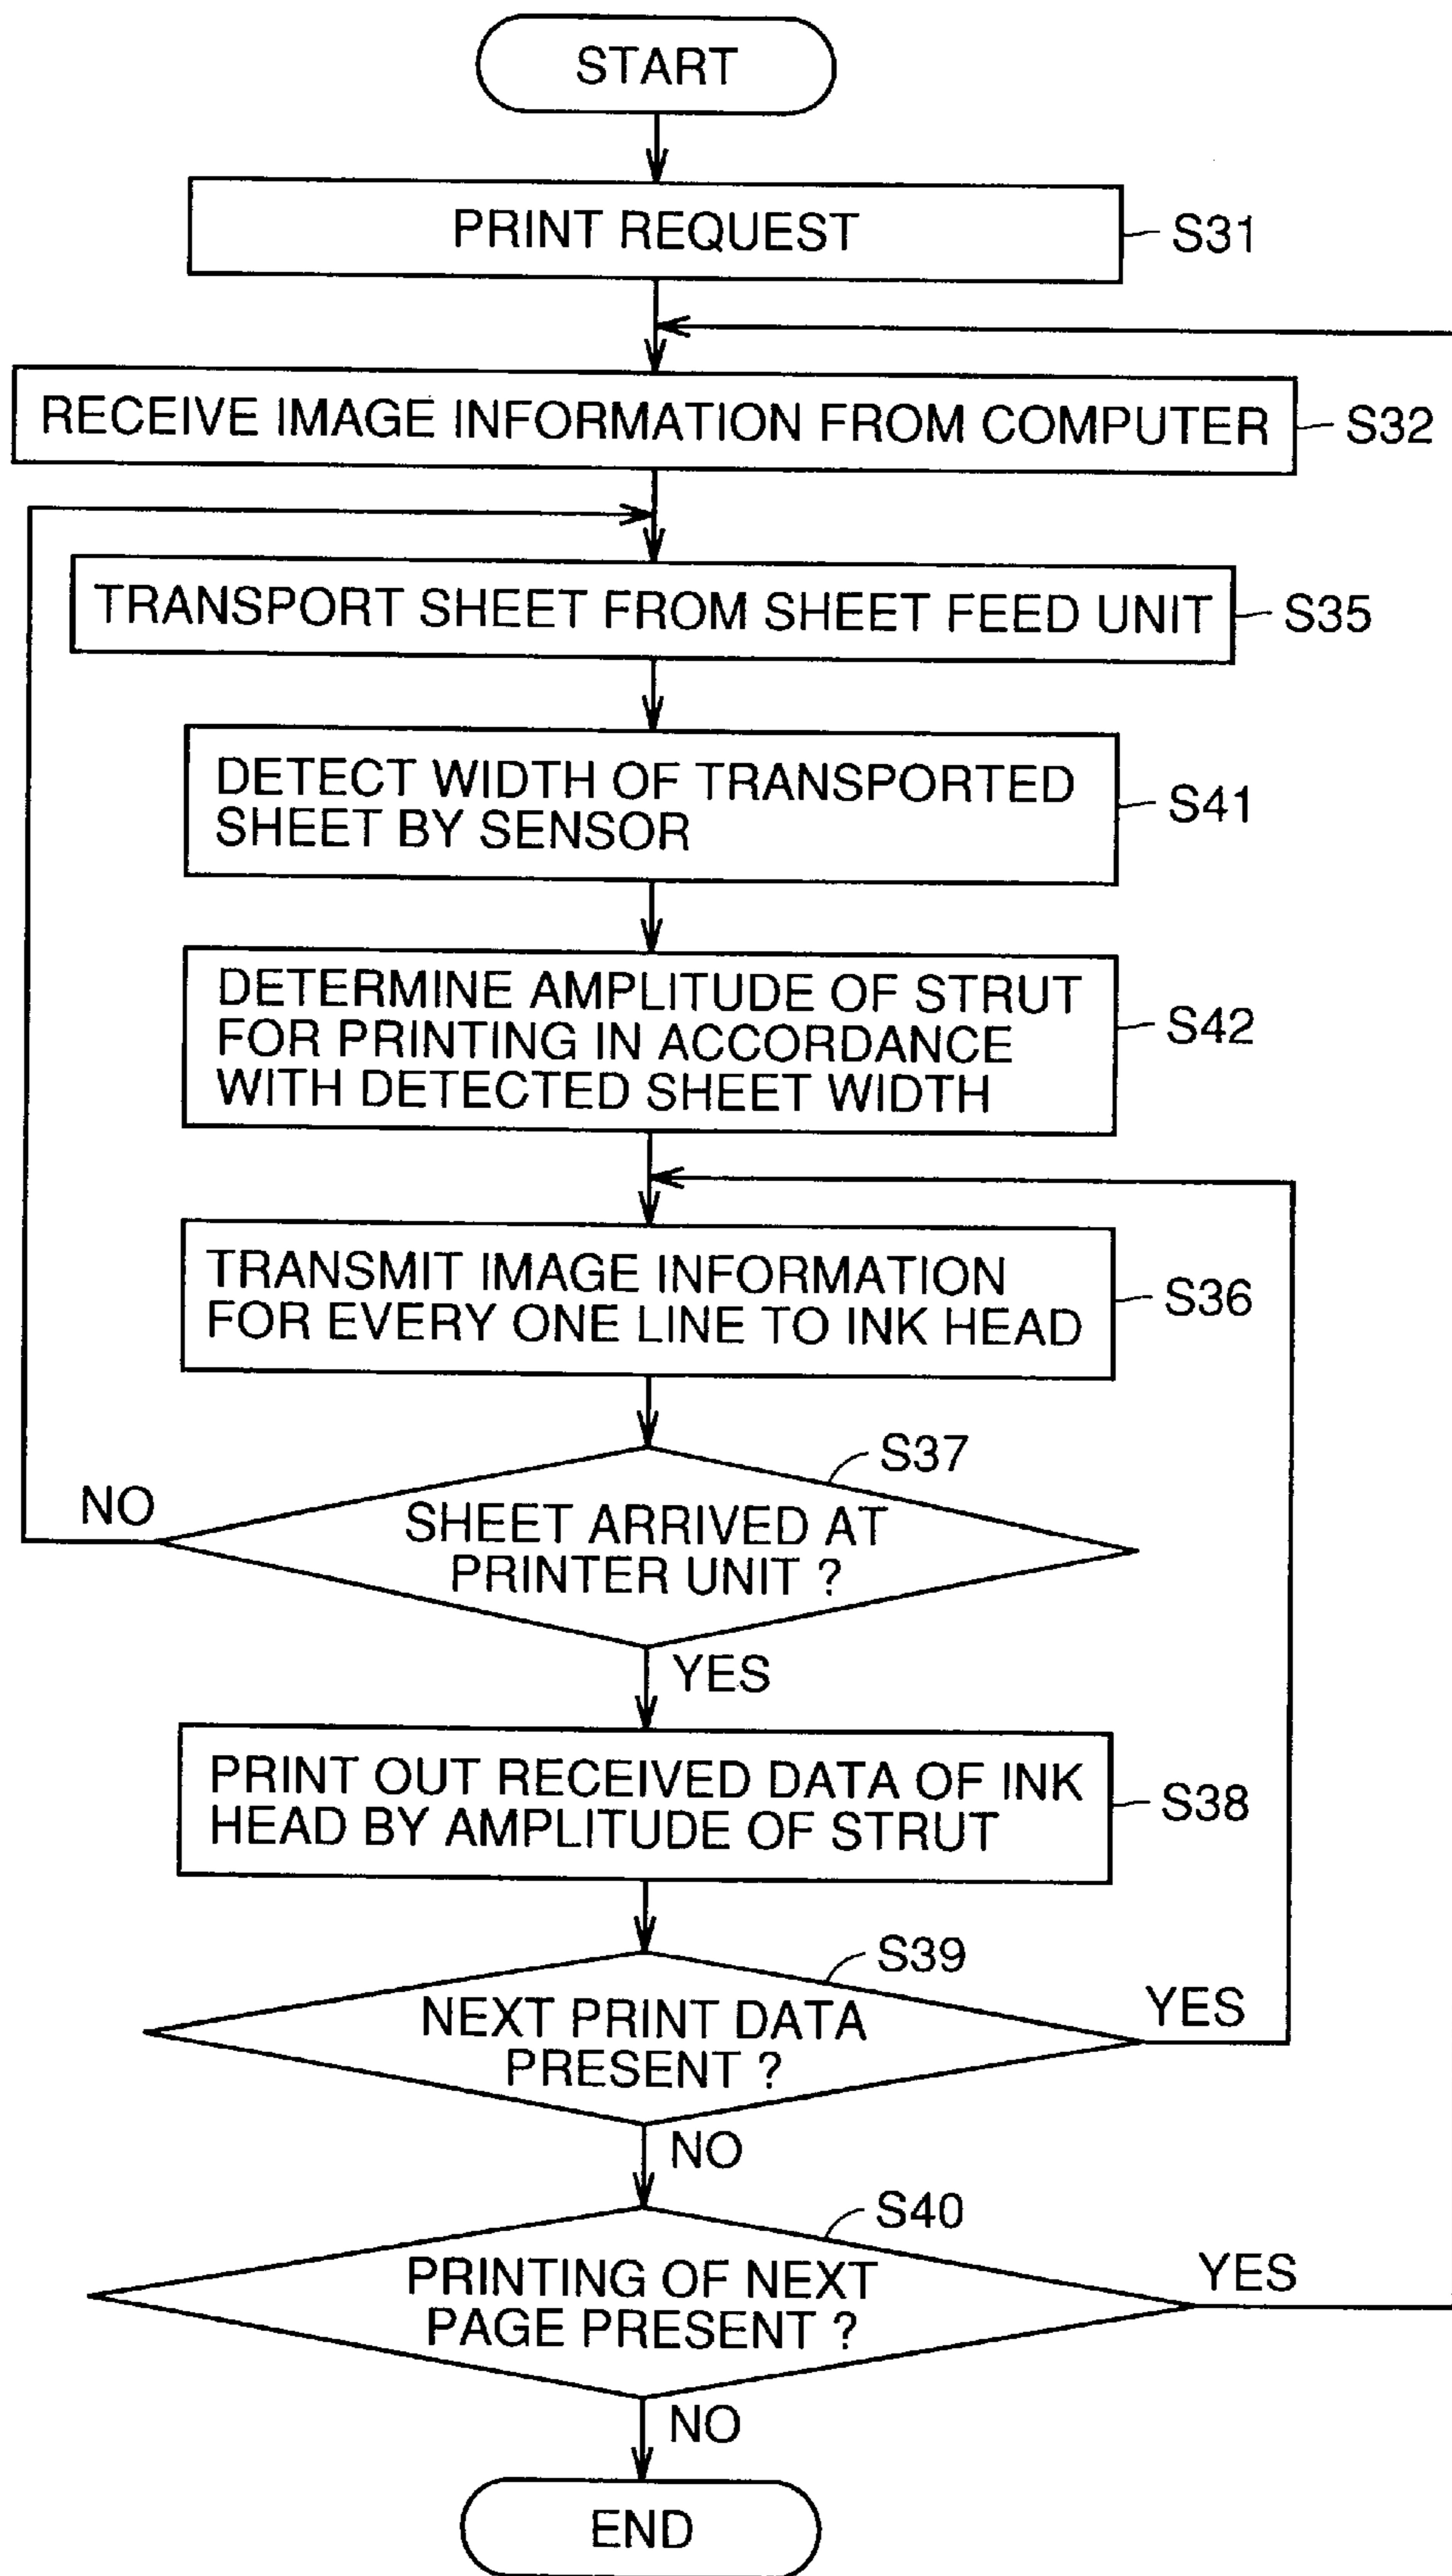 START
PRINT REQUEST
S31
RECEIVE IMAGE INFORMATION FROM COMPUTER
S32
TRANSPORT SHEET FROM SHEET FEED UNIT
S35
DETECT WIDTH OF TRANSPORTED
SHEET BY SENSOR
S41
DETERMINE AMPLITUDE OF STRUT
FOR PRINTING IN ACCORDANCE
WITH DETECTED SHEET WIDTH
S42
TRANSMIT IMAGE INFORMATION
FOR EVERY ONE LINE TO INK HEAD
S36
S37
NO
SHEET ARRIVED AT
PRINTER UNIT ?
YES
PRINT OUT RECEIVED DATA OF INK
HEAD BY AMPLITUDE OF STRUT
S38
S39
NEXT PRINT DATA
PRESENT ?
YES
NO
S40
PRINTING OF NEXT
PAGE PRESENT ?
YES
NO
END